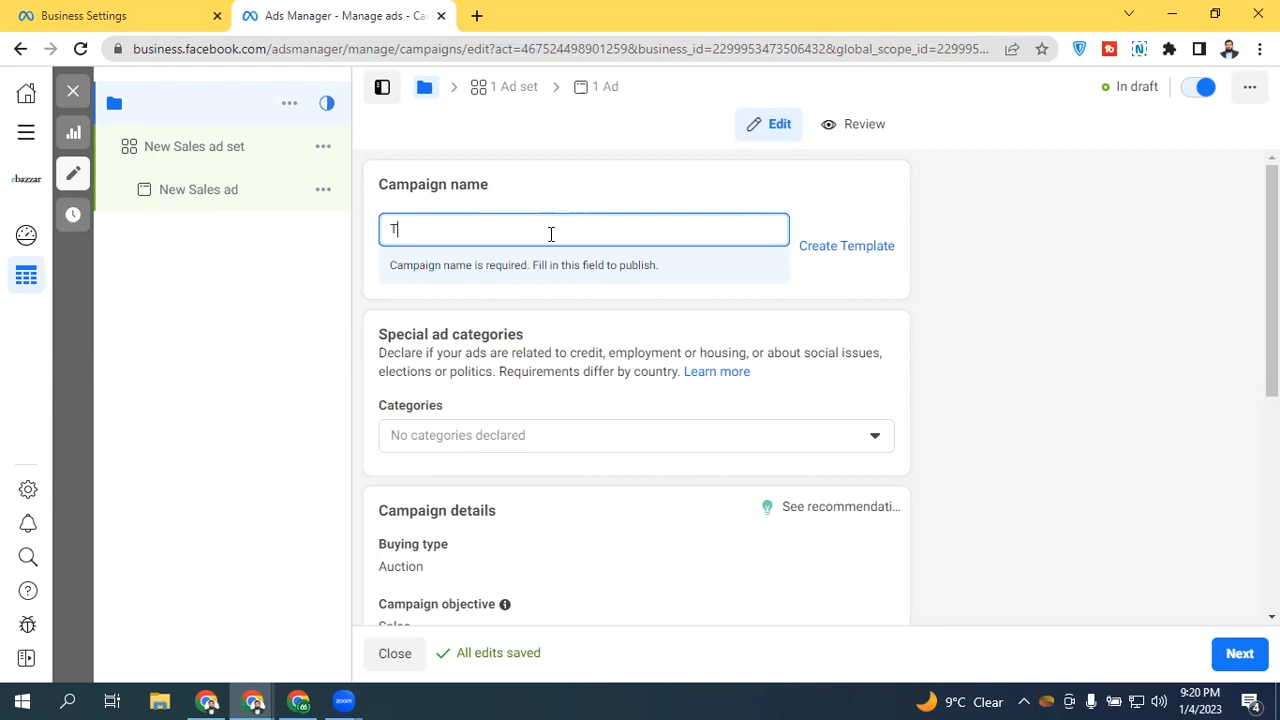 Business Settings
Ads Manager - Manage ads - Ca
business.facebook.com/adsmanager/manage/campaigns/edit?act=467524498901259&business_id=2299953473506432&global_scope_id=229995...
1 Ad set
1 Ad
In draft
Edit
Review
ebazzar
New Sales ad set
New Sales ad
Campaign name
T
Create Template
Campaign name is required. Fill in this field to publish.
Special ad categories
Declare if your ads are related to credit, employment or housing, or about social issues,
elections or politics. Requirements differ by country. Learn more
Categories
No categories declared
Campaign details
See recommendati...
Buying type
Auction
Campaign objective
Sales
Close
All edits saved
Next
zoom
9°C Clear
9:20 PM
1/4/2023
4